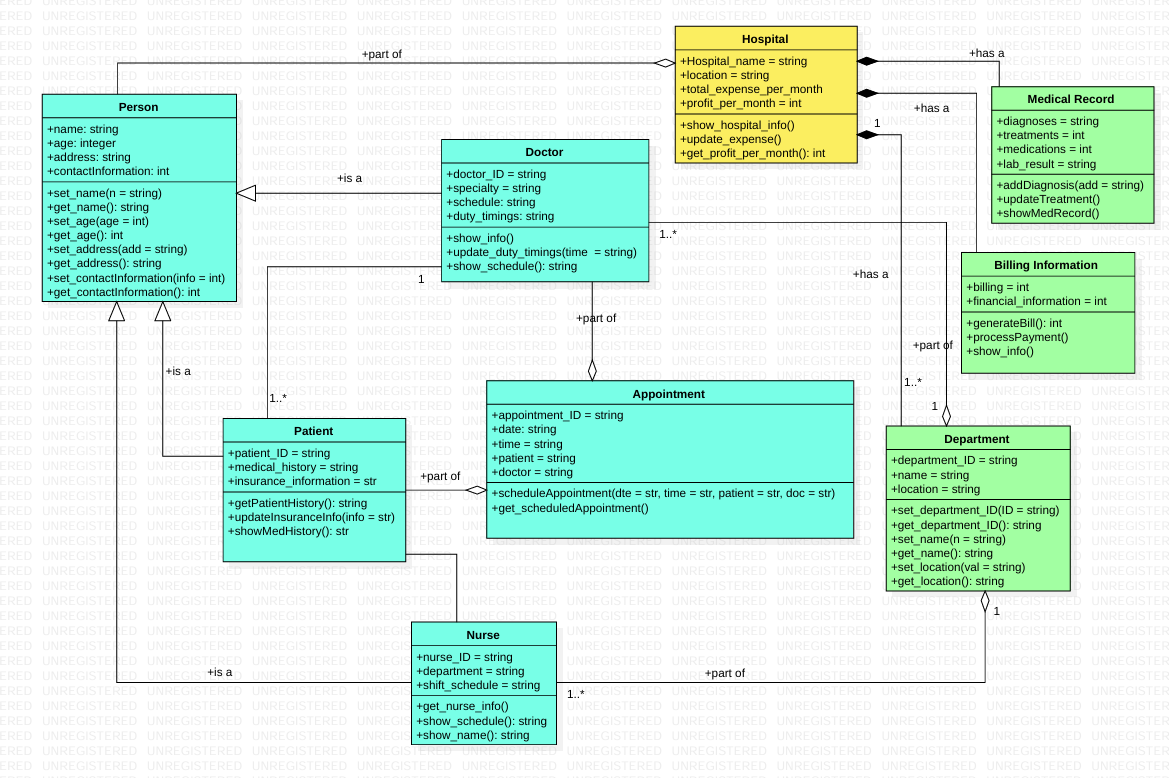 Hospital
+Hospital_name = string
+location = string
+total_expense_per_month
+profit_per_month = int
+show_hospital_info()
+update_expense()
+get_profit_per_month(): int
+part of
+has a
+has a
1
Person
+name: string
+age: integer
+address: string
+contactInformation: int
+set_name(n = string)
+get_name(): string
+set_age(age = int)
+get_age(): int
+set_address(add = string)
+get_address(): string
+set_contactInformation(info = int)
+get_contactInformation(): int
Medical Record
+diagnoses = string
+treatments = int
+medications = int
+lab_result = string
+addDiagnosis(add = string)
+updateTreatment()
+showMedRecord()
Doctor
+doctor_ID = string
+specialty = string
+schedule: string
+duty_timings: string
+show_info()
+update_duty_timings(time  = string)
+show_schedule(): string
+is a
1..*
1
+has a
Billing Information
+billing = int
+financial_information = int
+generateBill(): int
+processPayment()
+show_info()
+part of
+part of
+is a
1..*
1..*
1
Appointment
+appointment_ID = string
+date: string
+time = string
+patient = string
+doctor = string
+scheduleAppointment(dte = str, time = str, patient = str, doc = str)
+get_scheduledAppointment()
Patient
+patient_ID = string
+medical_history = string
+insurance_information = str
+getPatientHistory(): string
+updateInsuranceInfo(info = str)
+showMedHistory(): str
+part of
Department
+department_ID = string
+name = string
+location = string
+set_department_ID(ID = string)
+get_department_ID(): string
+set_name(n = string)
+get_name(): string
+set_location(val = string)
+get_location(): string
1
Nurse
+nurse_ID = string
+department = string
+shift_schedule = string
+get_nurse_info()
+show_schedule(): string
+show_name(): string
+is a
+part of
1..*
UNREGISTERED